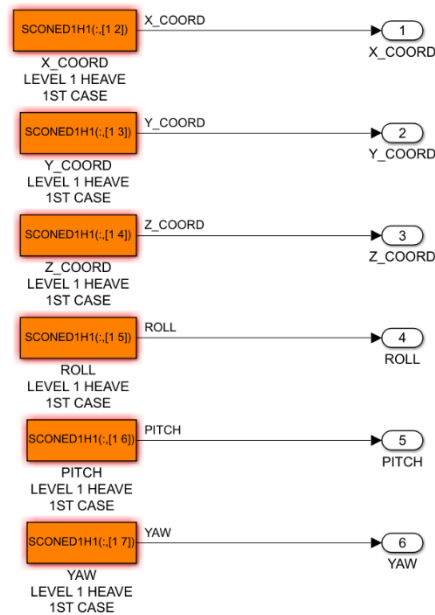 SCONED1H1(:,[1 2])
X_COORD
1
X_COORD
X_COORD
LEVEL 1 HEAVE
1ST CASE
SCONED1H1(:,[1 3])
Y_COORD
2
Y_COORD
Y_COORD
LEVEL 1 HEAVE
1ST CASE
SCONED1H1(:,[1 4])
Z_COORD
3
Z_COORD
Z_COORD
LEVEL 1 HEAVE
1ST CASE
SCONED1H1(:,[1 5])
ROLL
4
ROLL
ROLL
LEVEL 1 HEAVE
1ST CASE
SCONED1H1(:,[1 6])
PITCH
5
PITCH
PITCH
LEVEL 1 HEAVE
1ST CASE
SCONED1H1(:,[1 7])
YAW
6
YAW
YAW
LEVEL 1 HEAVE
1ST CASE